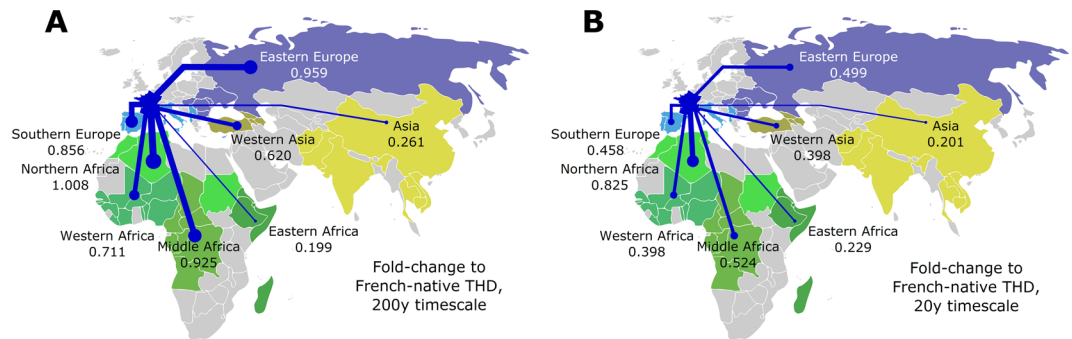 A
Eastern Europe
0.959
Southern Europe
0.856
Western Asia
0.620
Asia
0.261
Northern Africa
1.008
Western Africa
0.711
Middle Africa
0.925
Eastern Africa
0.199
Fold-change to
French-native THD,
200y timescale
B
Eastern Europe
0.499
Southern Europe
0.458
Western Asia
0.398
Asia
0.201
Northern Africa
0.825
Western Africa
0.398
Middle Africa
0.524
Eastern Africa
0.229
Fold-change to
French-native THD,
20y timescale